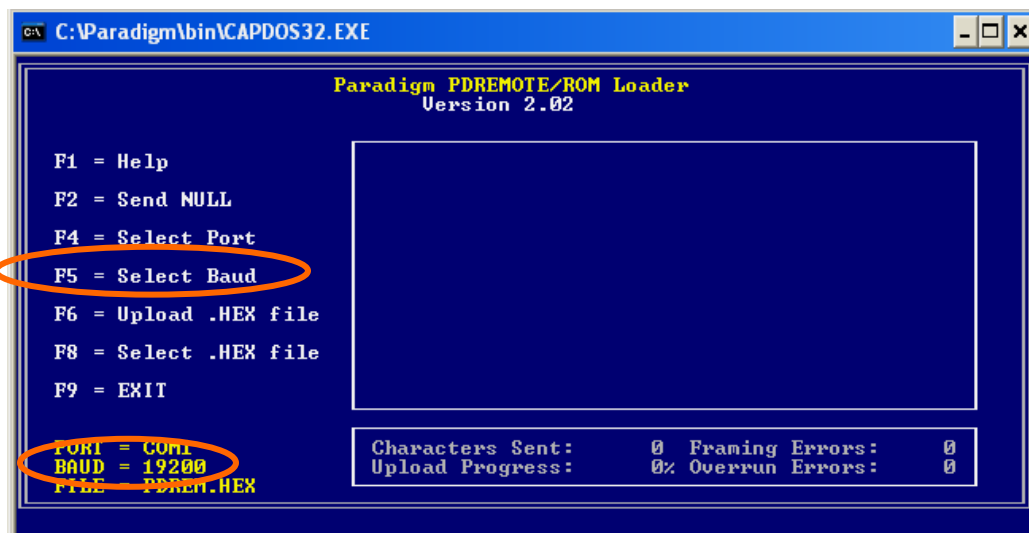 C:\Paradigm\bin\CAPDOS32.EXE
Paradigm PDREMOTE/ROM Loader
Version 2.02
F1 = Help
F2 = Send NULL
F4 = Select Port
F5 = Select Baud
F6 = Upload .HEX file
F8 = Select .HEX file
F9 = EXIT
PORT = COM1
BAUD = 19200
FILE = PDREM.HEX
Characters Sent: 0 Framing Errors: 0
Upload Progress: 0% Overrun Errors: 0